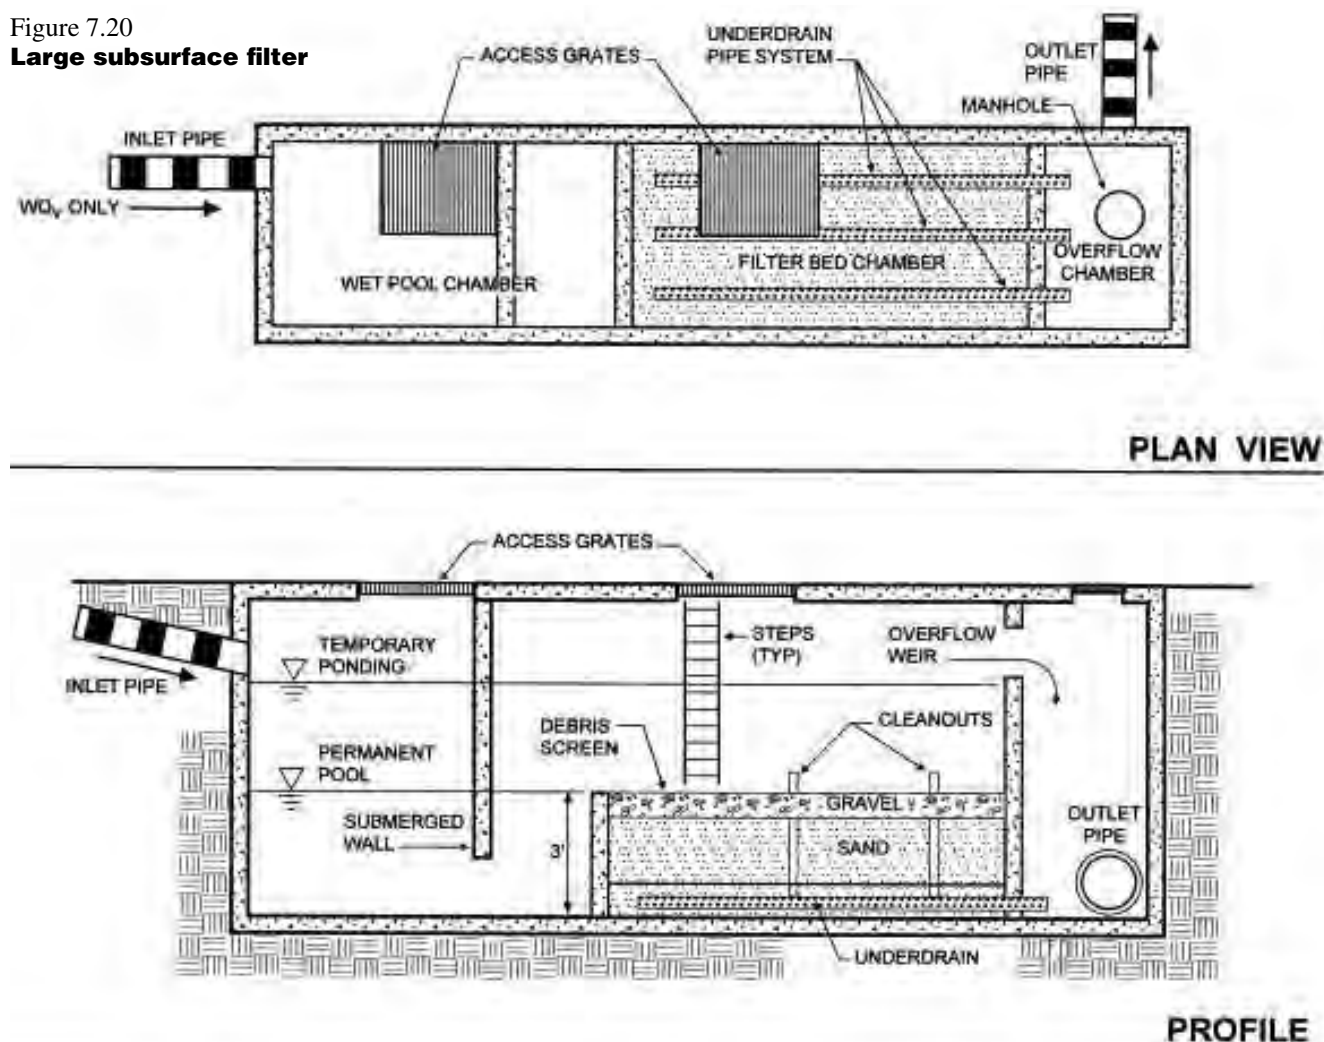 Figure 7.20
Large subsurface filter
ACCESS GRATES
UNDERDRAIN
PIPE SYSTEM
OUTLET
PIPE
MANHOLE
INLET PIPE
WQV ONLY
WET POOL CHAMBER
FILTER BED CHAMBER
OVERFLOW
CHAMBER
PLAN VIEW
ACCESS GRATES
INLET PIPE
TEMPORARY
PONDING
STEPS
(TYP)
OVERFLOW
WEIR
DEBRIS
SCREEN
CLEANOUTS
PERMANENT
POOL
SUBMERGED
WALL
3'
GRAVEL
SAND
OUTLET
PIPE
UNDERDRAIN
PROFILE